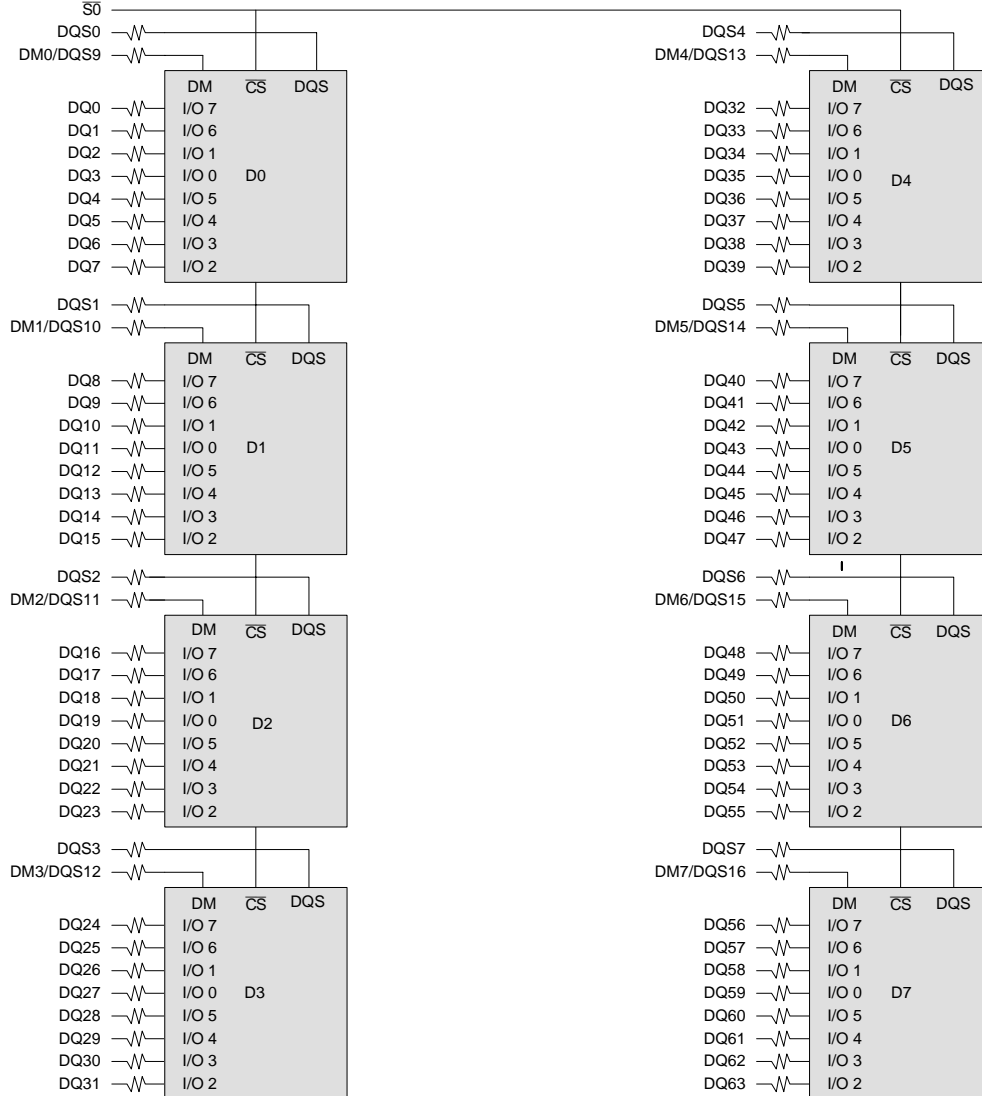 S0
DQS0
DM0/DQS9
DM CS DQS
DQ0 I/O 7
DQ1 I/O 6
DQ2 I/O 1
DQ3 I/O 0 D0
DQ4 I/O 5
DQ5 I/O 4
DQ6 I/O 3
DQ7 I/O 2
DQS1
DM1/DQS10
DM CS DQS
DQ8 I/O 7
DQ9 I/O 6
DQ10 I/O 1
DQ11 I/O 0 D1
DQ12 I/O 5
DQ13 I/O 4
DQ14 I/O 3
DQ15 I/O 2
DQS2
DM2/DQS11
DM CS DQS
DQ16 I/O 7
DQ17 I/O 6
DQ18 I/O 1
DQ19 I/O 0 D2
DQ20 I/O 5
DQ21 I/O 4
DQ22 I/O 3
DQ23 I/O 2
DQS3
DM3/DQS12
DM CS DQS
DQ24 I/O 7
DQ25 I/O 6
DQ26 I/O 1
DQ27 I/O 0 D3
DQ28 I/O 5
DQ29 I/O 4
DQ30 I/O 3
DQ31 I/O 2
DQS4
DM4/DQS13
DM CS DQS
DQ32 I/O 7
DQ33 I/O 6
DQ34 I/O 1
DQ35 I/O 0 D4
DQ36 I/O 5
DQ37 I/O 4
DQ38 I/O 3
DQ39 I/O 2
DQS5
DM5/DQS14
DM CS DQS
DQ40 I/O 7
DQ41 I/O 6
DQ42 I/O 1
DQ43 I/O 0 D5
DQ44 I/O 5
DQ45 I/O 4
DQ46 I/O 3
DQ47 I/O 2
DQS6
DM6/DQS15
DM CS DQS
DQ48 I/O 7
DQ49 I/O 6
DQ50 I/O 1
DQ51 I/O 0 D6
DQ52 I/O 5
DQ53 I/O 4
DQ54 I/O 3
DQ55 I/O 2
DQS7
DM7/DQS16
DM CS DQS
DQ56 I/O 7
DQ57 I/O 6
DQ58 I/O 1
DQ59 I/O 0 D7
DQ60 I/O 5
DQ61 I/O 4
DQ62 I/O 3
DQ63 I/O 2